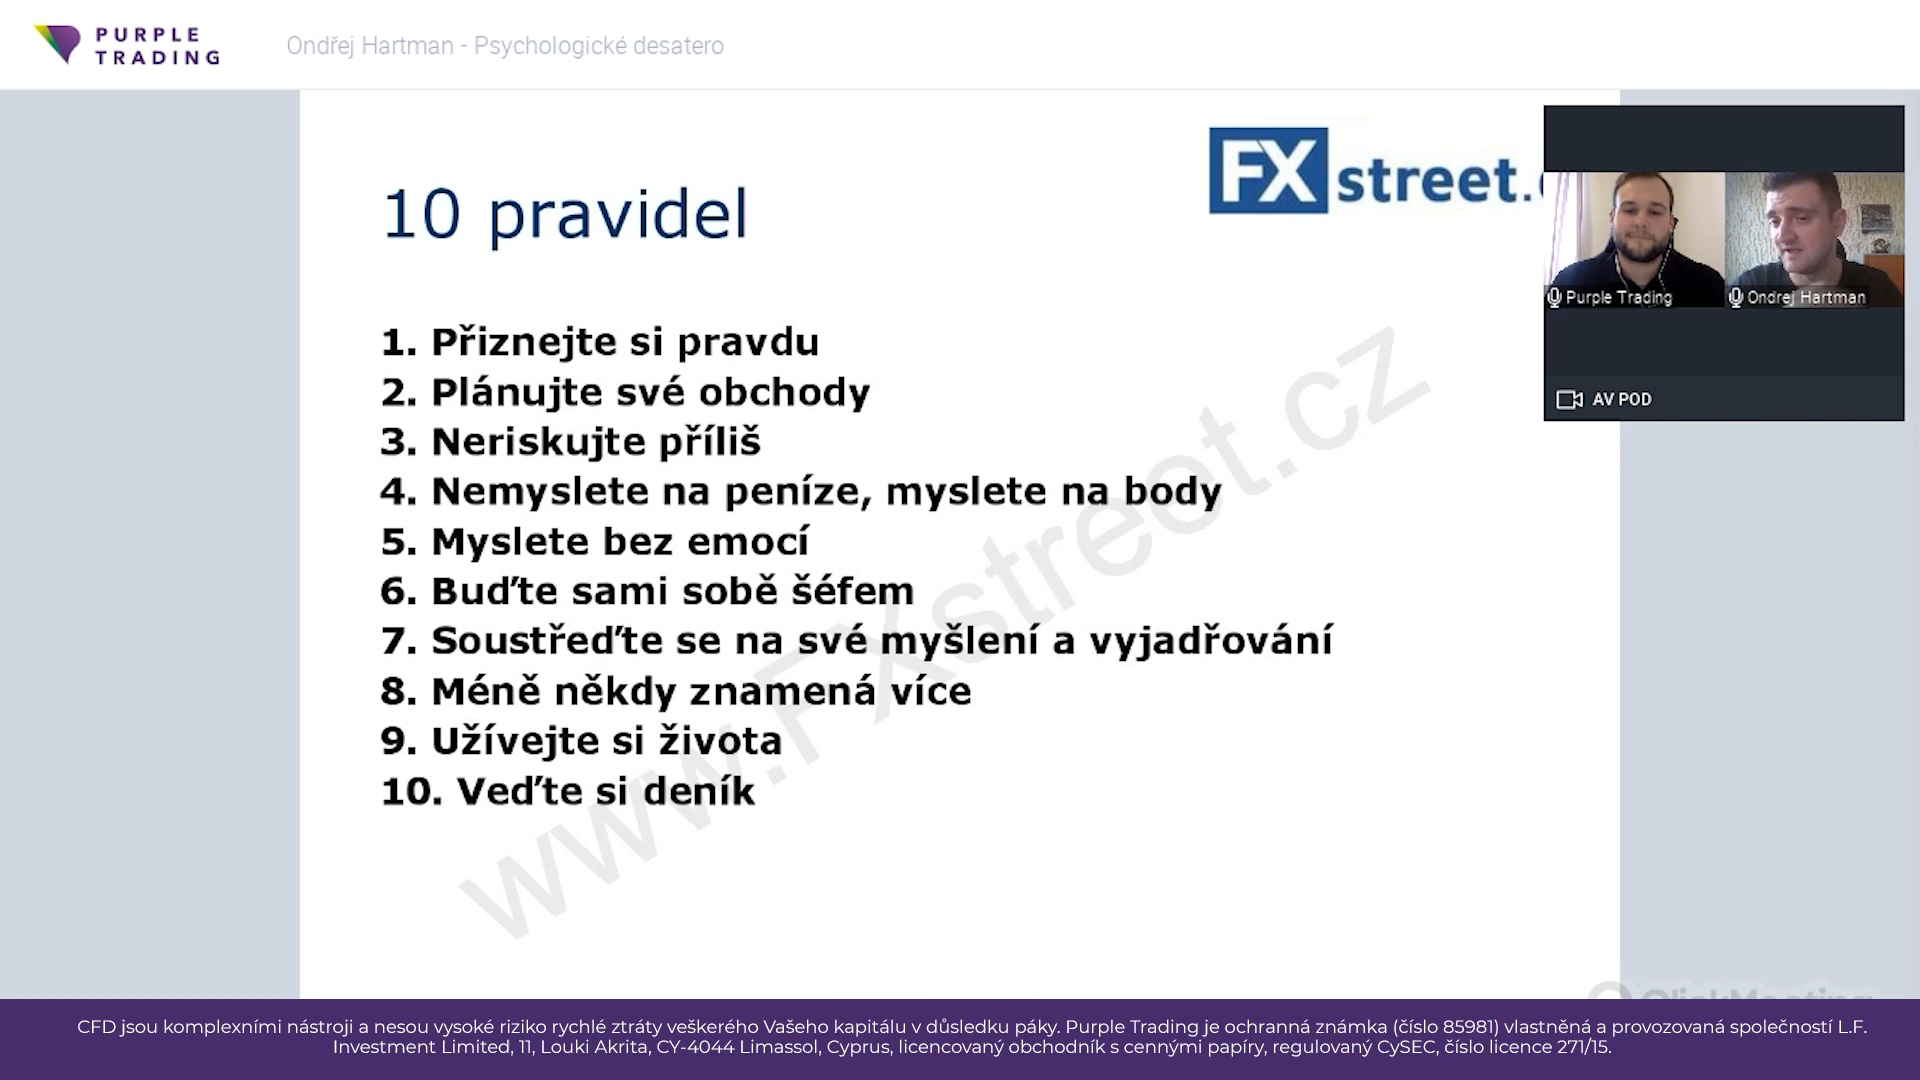 PURPLE
TRADING
Ondřej Hartman - Psychologické desatero
FX street.
10 pravidel
Purple Trading
Ondrej Hartman
AV POD
1. Přiznejte si pravdu
2. Plánujte své obchody
3. Neriskujte příliš
4. Nemyslete na peníze, myslete na body
5. Myslete bez emocí
6. Buďte sami sobě šéfem
7. Soustřeďte se na své myšlení a vyjadřování
8. Méně někdy znamená více
9. Užívejte si života
10. Veďte si deník
www.FXstreet.cz
CFD jsou komplexními nástroji a nesou vysoké riziko rychlé ztráty veškerého Vašeho kapitálu v důsledku páky. Purple Trading je ochranná známka (číslo 85981) vlastněná a provozovaná společností L.F.
Investment Limited, 11, Louki Akrita, CY-4044 Limassol, Cyprus, licencovaný obchodník s cennými papíry, regulovaný CySEC, číslo licence 271/15.